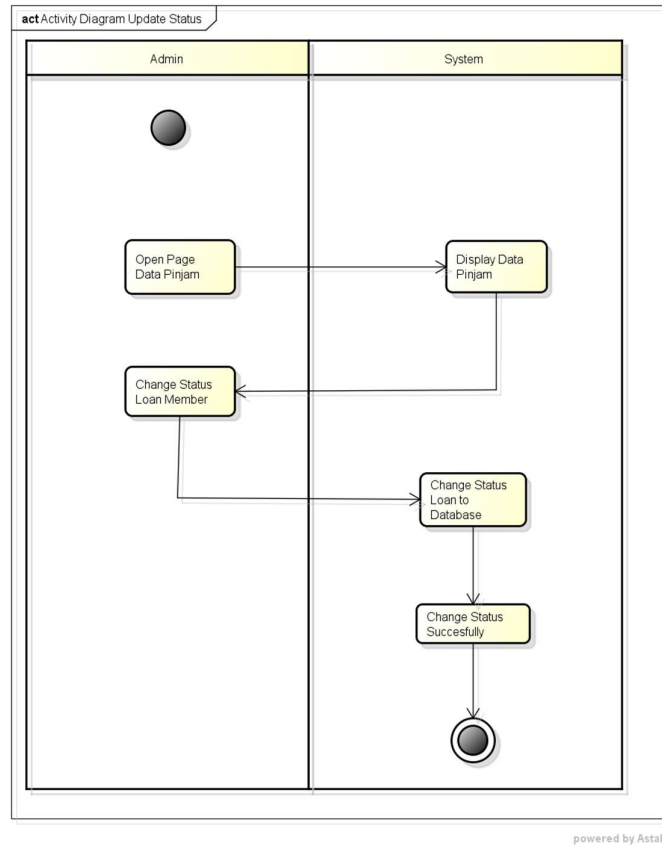 act Activity Diagram Update Status
Admin
System
Open Page
Data Pinjam
Display Data
Pinjam
Change Status
Loan Member
Change Status
Loan to
Database
Change Status
Succesfully
powered by Asta